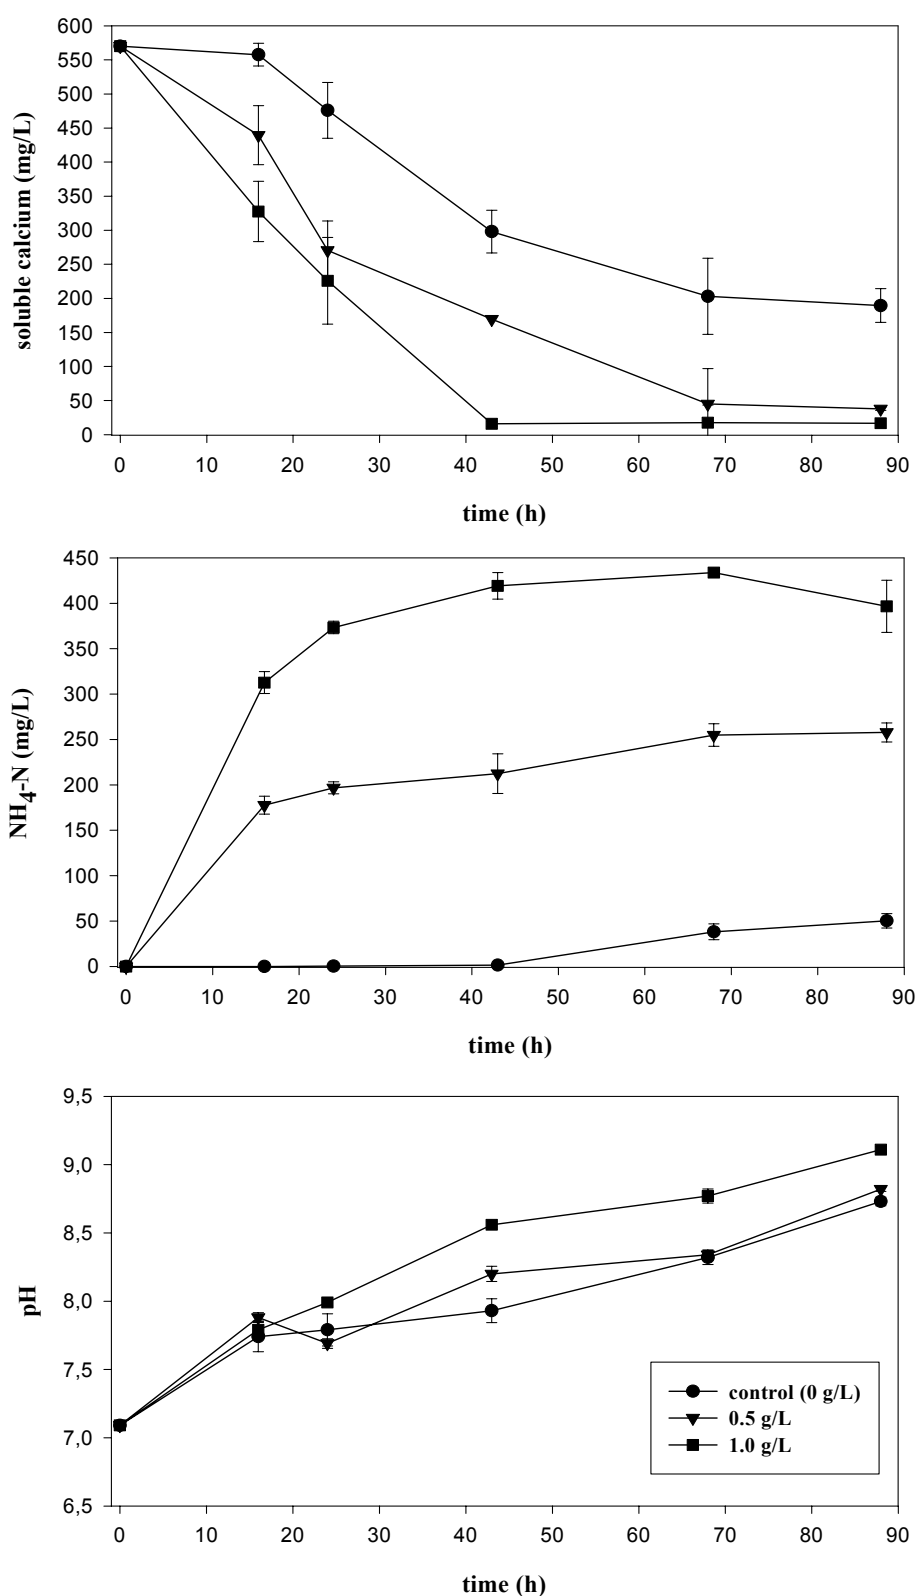 600
550
500
450
400
350
300
250
200
150
100
50
0
soluble calcium (mg/L)
0 10 20 30 40 50 60 70 80 90
time (h)
450
400
350
300
250
200
150
100
50
0
NH4-N (mg/L)
0 10 20 30 40 50 60 70 80 90
time (h)
9,5
9,0
8,5
8,0
7,5
7,0
6,5
pH
control (0 g/L)
0.5 g/L
1.0 g/L
0 10 20 30 40 50 60 70 80 90
time (h)